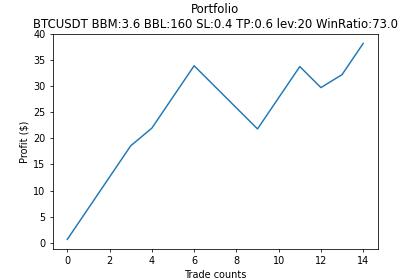 Portfolio
BTCUSDT BBM:3.6 BBL:160 SL:0.4 TP:0.6 lev:20 WinRatio:73.0
40
35
30
25
20
15
10
5
0
Profit ($)
0 2 4 6 8 10 12 14
Trade counts